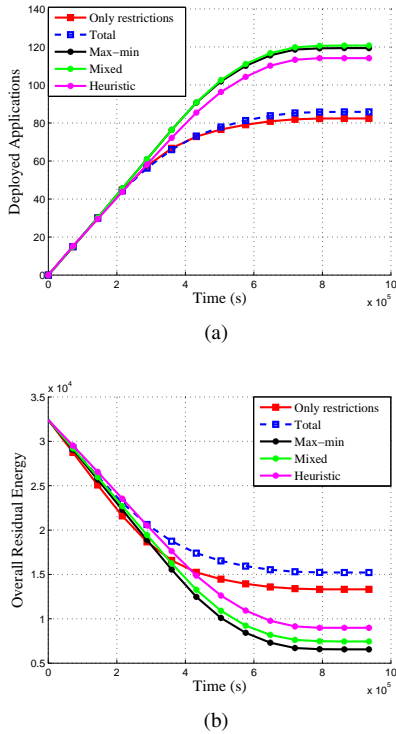 140
120
100
80
60
40
20
0
Deployed Applications
Only restrictions
Total
Max−min
Mixed
Heuristic
0 2 4 6 8 10
x 10^5
Time (s)
(a)
x 10^4
3.5
3
2.5
2
1.5
1
0.5
Overall Residual Energy
Only restrictions
Total
Max−min
Mixed
Heuristic
0 2 4 6 8 10
x 10^5
Time (s)
(b)